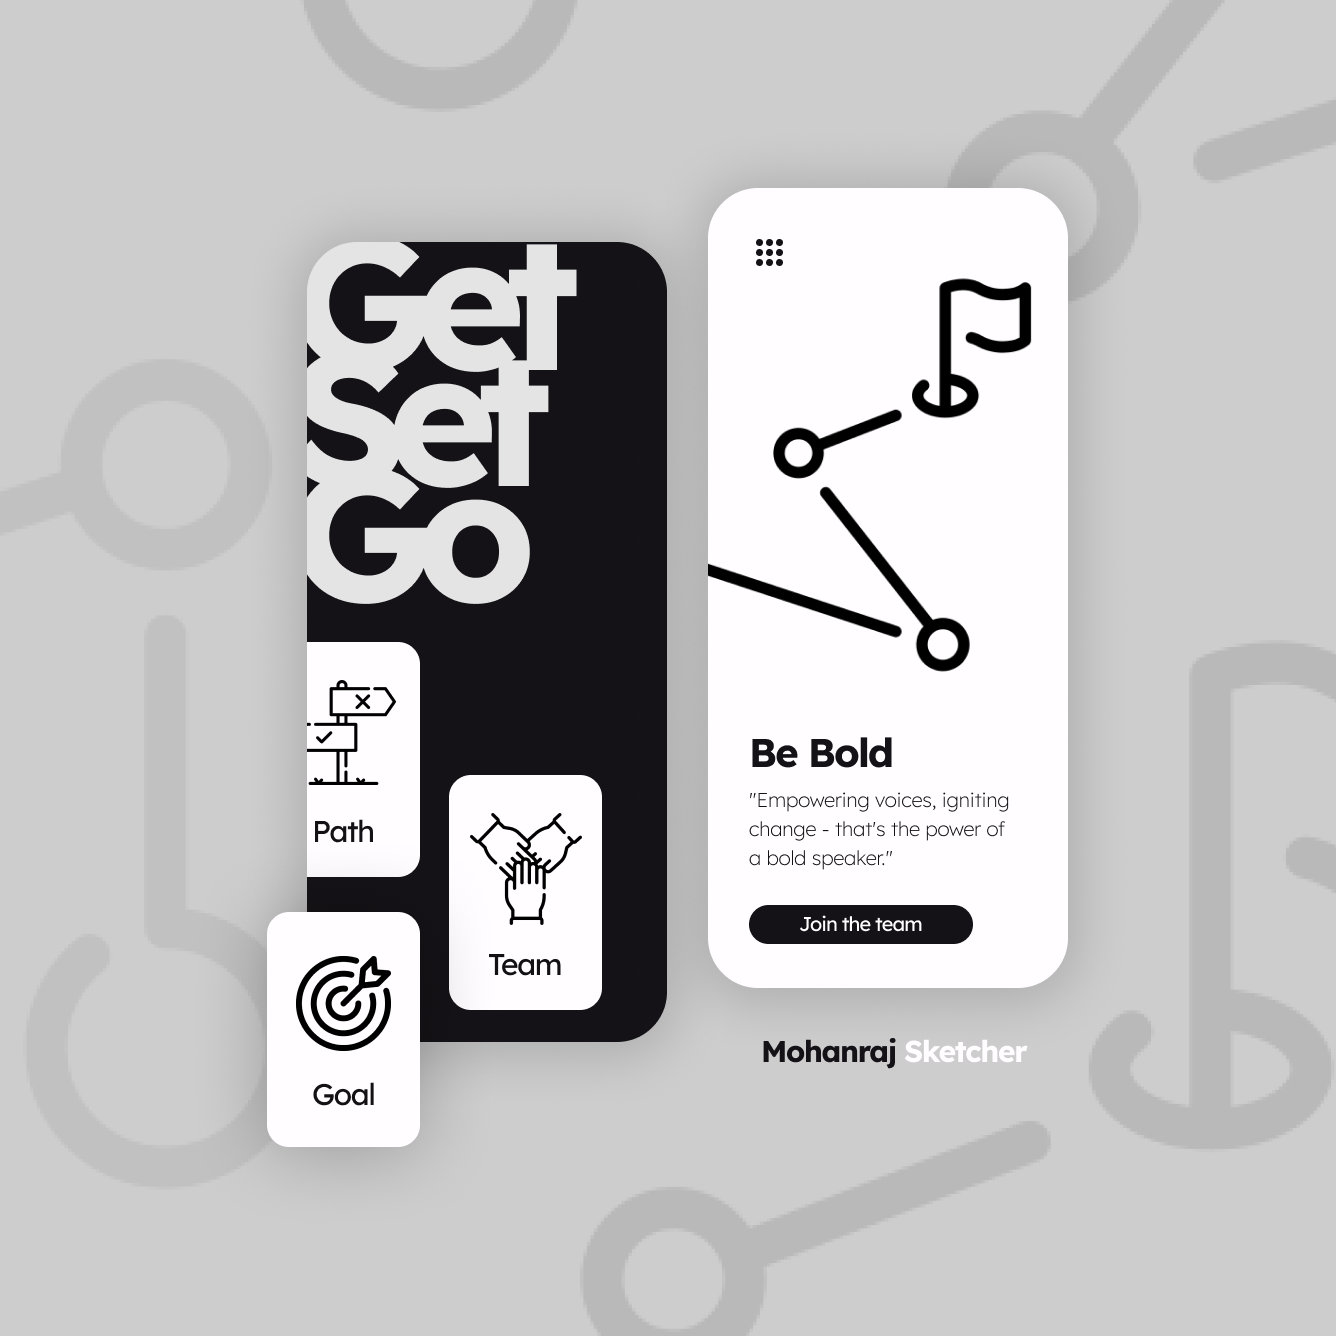 Get
Set
Go
Path
Team
Goal
Be Bold
"Empowering voices, igniting
change - that's the power of
a bold speaker."
Join the team
Mohanraj Sketcher